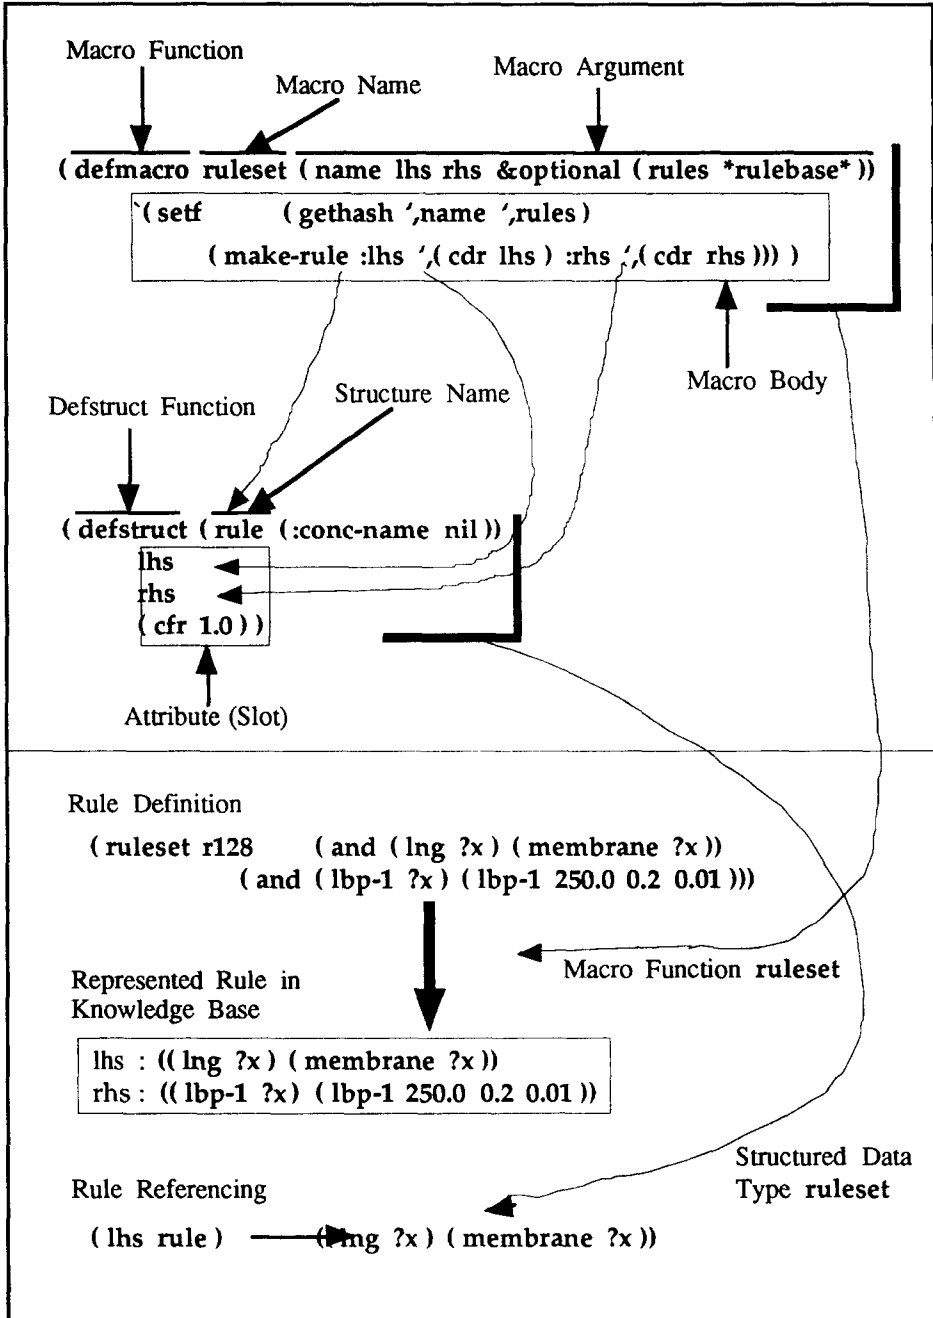 Macro Function
Macro Name
Macro Argument
( defmacro ruleset ( name lhs rhs &optional ( rules *rulebase* ))
`( setf ( gethash ',name ',rules )
( make-rule :lhs ',( cdr lhs ) :rhs ',( cdr rhs ))) )
Macro Body
Defstruct Function
Structure Name
( defstruct ( rule ( :conc-name nil ))
lhs
rhs
( cfr 1.0 ) )
Attribute (Slot)
Rule Definition
( ruleset r128 ( and ( lng ?x ) ( membrane ?x ))
( and ( lbp-1 ?x ) ( lbp-1 250.0 0.2 0.01 )))
Macro Function ruleset
Represented Rule in
Knowledge Base
lhs : (( lng ?x ) ( membrane ?x ))
rhs : (( lbp-1 ?x ) ( lbp-1 250.0 0.2 0.01 ))
Structured Data
Type ruleset
Rule Referencing
( lhs rule ) (( lng ?x ) ( membrane ?x ))